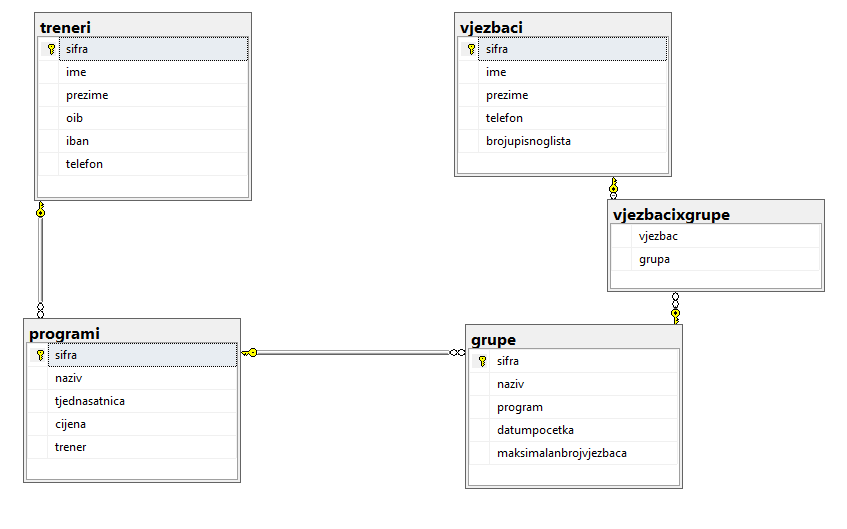 treneri
sifra
ime
prezime
oib
iban
telefon
vjezbaci
sifra
ime
prezime
telefon
brojupisnoglista
vjezbacixgrupe
vjezbac
grupa
programi
sifra
naziv
tjednasatnica
cijena
trener
grupe
sifra
naziv
program
datumpocetka
maksimalanbrojvjezbaca